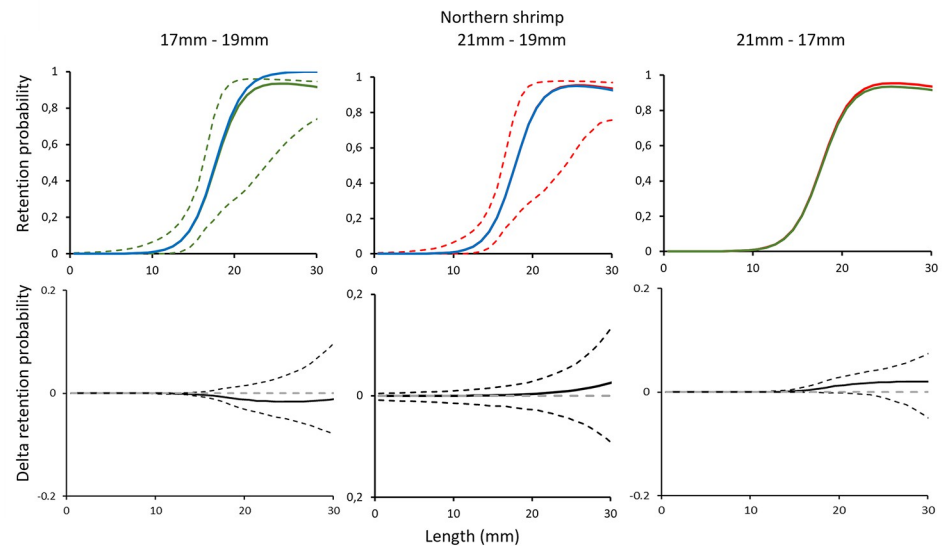 Northern shrimp
17mm - 19mm 21mm - 19mm 21mm - 17mm
Retention probability
1 0,8 0,6 0,4 0,2 0
0 10 20 30
1 0,8 0,6 0,4 0,2 0
0 10 20 30
1 0,8 0,6 0,4 0,2 0
0 10 20 30
Delta retention probability
0.2 0 -0.2
0 10 20 30
0,2 0 0,2
0 10 20 30
0.2 0 -0.2
0 10 20 30
Length (mm)